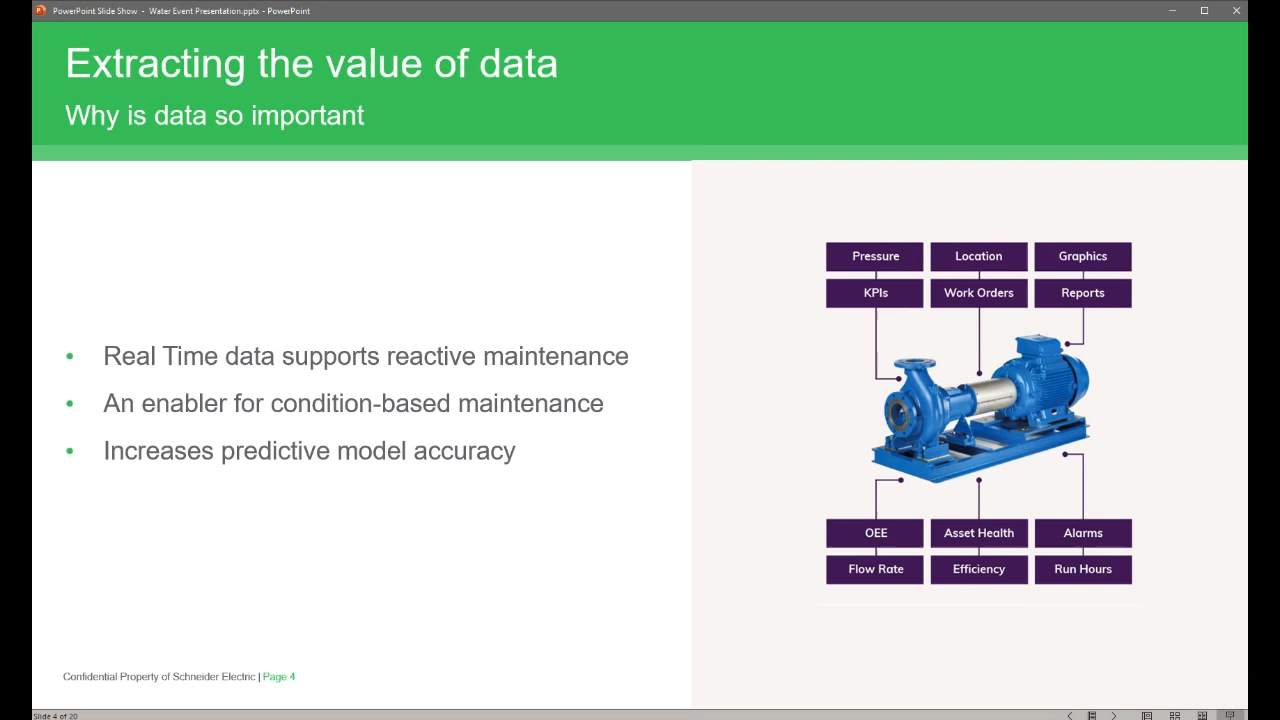 PowerPoint Slide Show - Water Event Presentation.pptx - PowerPoint
Extracting the value of data
Why is data so important
• Real Time data supports reactive maintenance
• An enabler for condition-based maintenance
• Increases predictive model accuracy
Pressure Location Graphics
KPIs Work Orders Reports
OEE Asset Health Alarms
Flow Rate Efficiency Run Hours
Confidential Property of Schneider Electric | Page 4
Slide 4 of 20